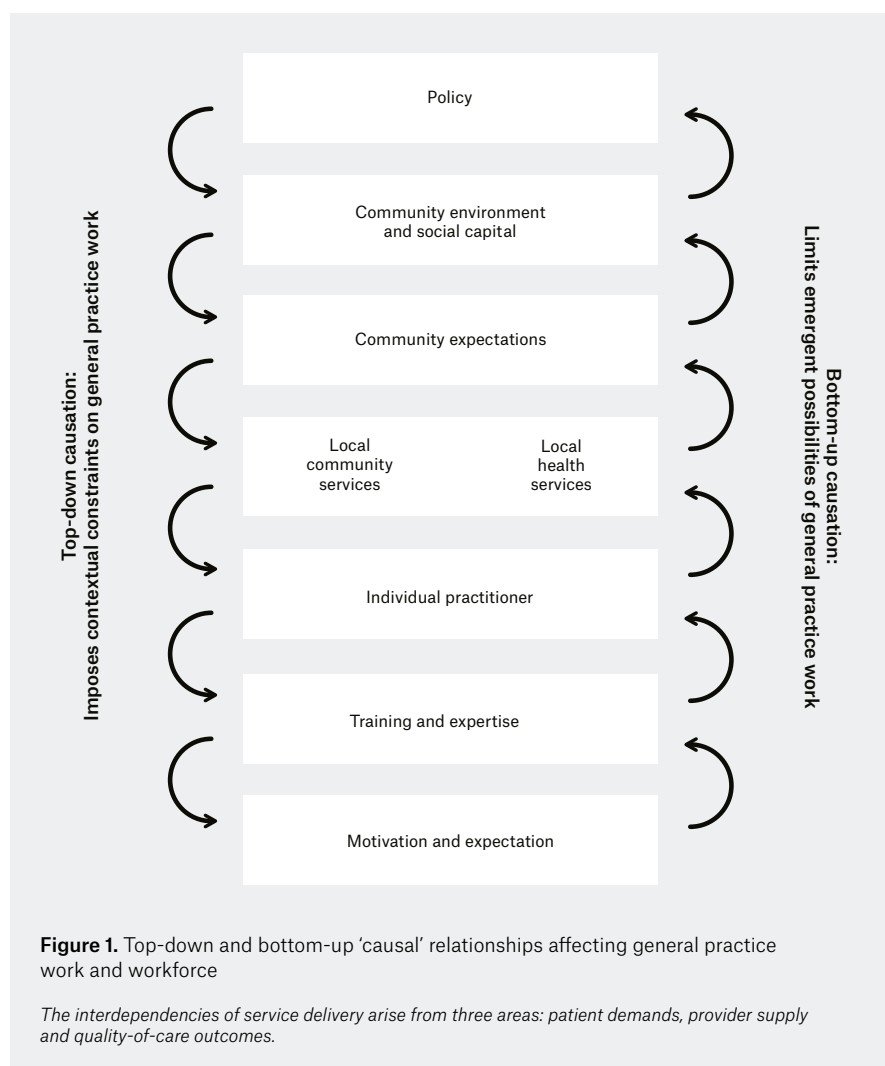 Policy
Community environment
and social capital
Community expectations
Local
community
services
Local
health
services
Individual practitioner
Training and expertise
Motivation and expectation
Top-down causation:
Imposes contextual constraints on general practice work
Bottom-up causation:
Limits emergent possibilities of general practice work
Figure 1. Top-down and bottom-up ‘causal’ relationships affecting general practice
work and workforce
The interdependencies of service delivery arise from three areas: patient demands, provider supply
and quality-of-care outcomes.